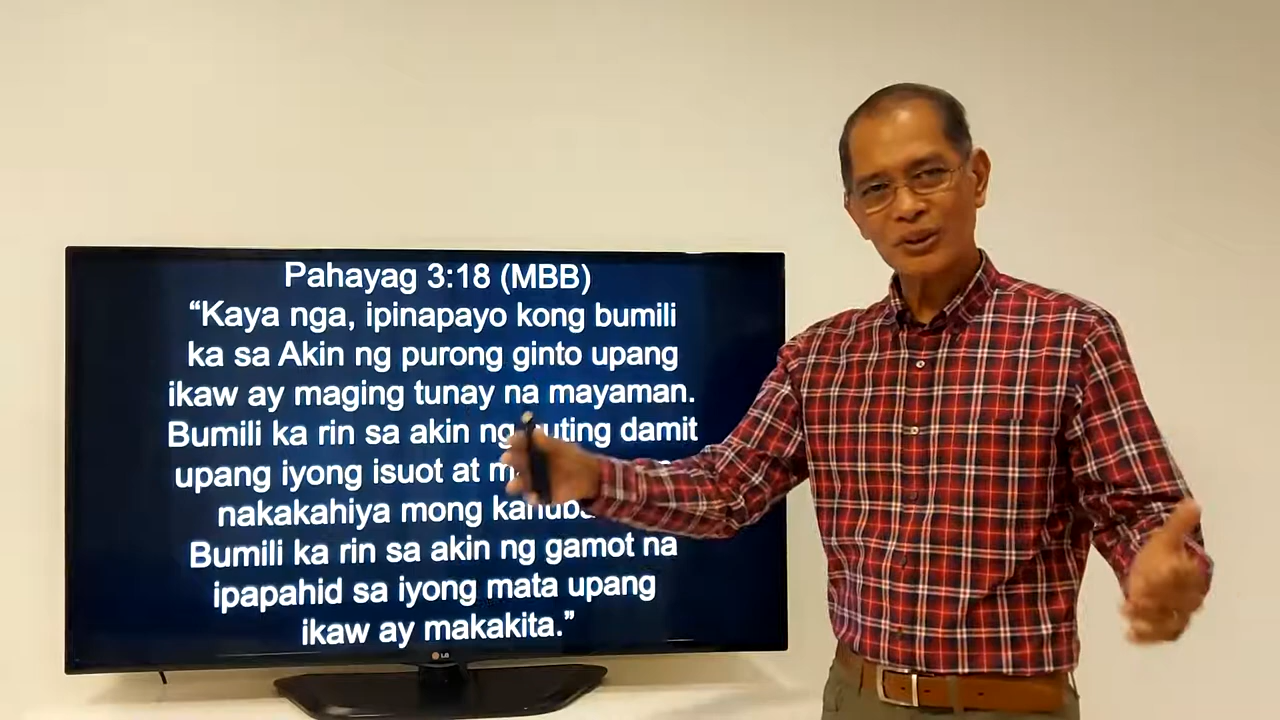 Pahayag 3:18 (MBB)
“Kaya nga, ipinapayo kong bumili
ka sa Akin ng purong ginto upang
ikaw ay maging tunay na mayaman.
Bumili ka rin sa akin ng damit
upang iyong isuot at
nakakahiya mong
Bumili ka rin sa akin ng gamot na
ipapahid sa iyong mata upang
ikaw ay makakita.”
LG